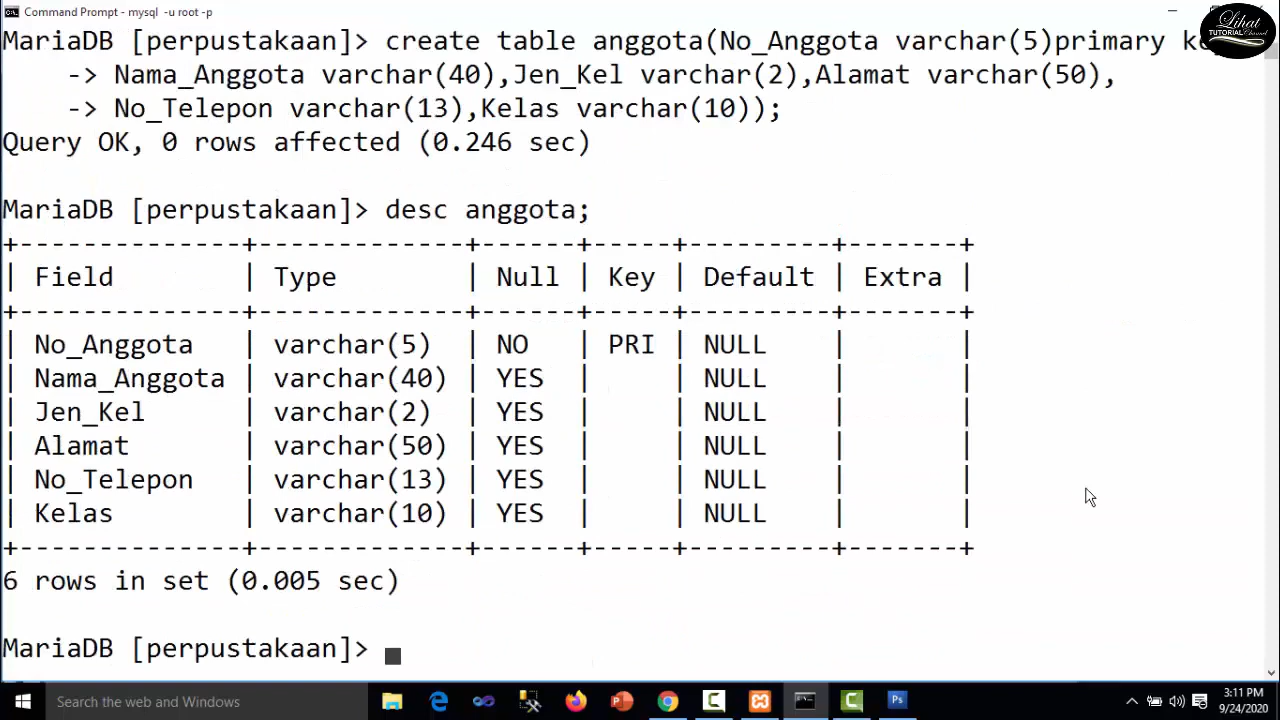 Command Prompt - mysql -u root -p
MariaDB [perpustakaan]> create table anggota(No_Anggota varchar(5)primary
-> Nama_Anggota varchar(40),Jen_Kel varchar(2),Alamat varchar(50),
-> No_Telepon varchar(13),Kelas varchar(10));
Query OK, 0 rows affected (0.246 sec)
MariaDB [perpustakaan]> desc anggota;
+--------------+-------------+------+-----+---------+-------+
| Field | Type | Null | Key | Default | Extra |
+--------------+-------------+------+-----+---------+-------+
| No_Anggota | varchar(5) | NO | PRI | NULL | |
| Nama_Anggota | varchar(40) | YES | | NULL | |
| Jen_Kel | varchar(2) | YES | | NULL | |
| Alamat | varchar(50) | YES | | NULL | |
| No_Telepon | varchar(13) | YES | | NULL | |
| Kelas | varchar(10) | YES | | NULL | |
+--------------+-------------+------+-----+---------+-------+
6 rows in set (0.005 sec)
MariaDB [perpustakaan]>
Lihat
TUTORIAL Channel
Search the web and Windows
3:11 PM
9/24/2020